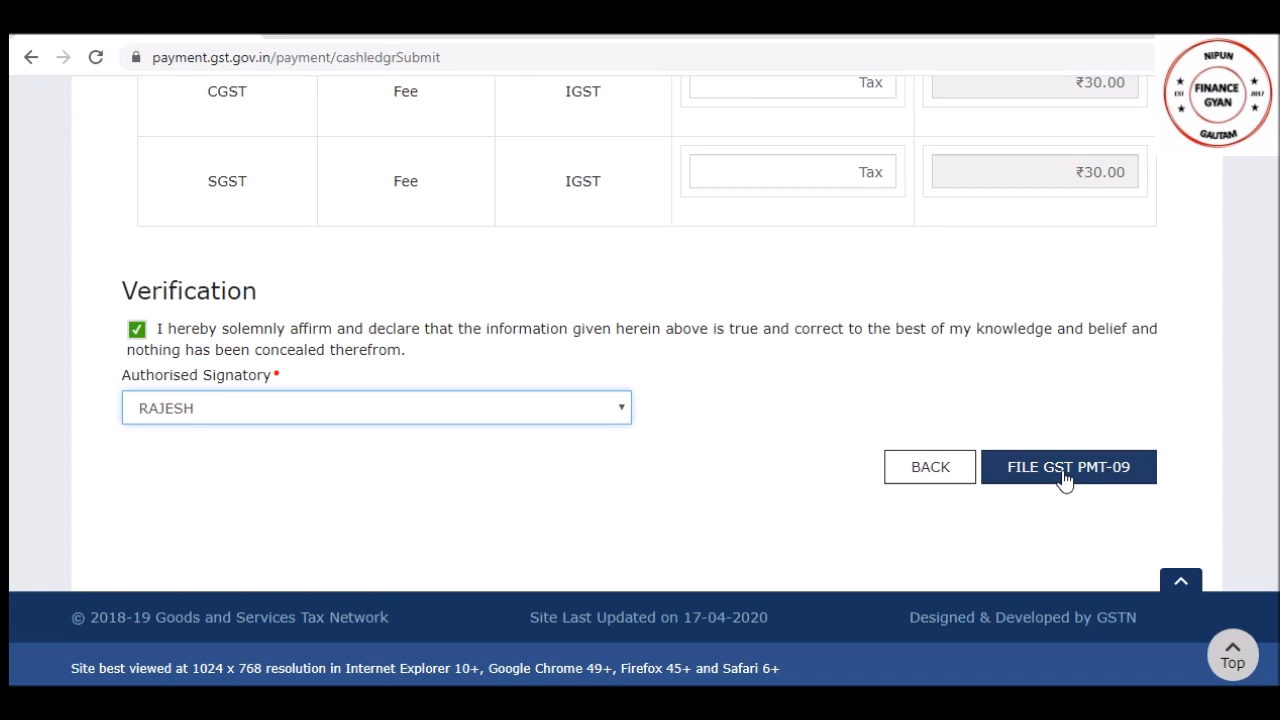 payment.gst.gov.in/payment/cashledgrSubmit
NIPUN
EST FINANCE 2017
GYAN
GAUTAM
CGST Fee IGST Tax ₹30.00
SGST Fee IGST Tax ₹30.00
Verification
I hereby solemnly affirm and declare that the information given herein above is true and correct to the best of my knowledge and belief and
nothing has been concealed therefrom.
Authorised Signatory•
RAJESH
BACK FILE GST PMT-09
© 2018-19 Goods and Services Tax Network Site Last Updated on 17-04-2020 Designed & Developed by GSTN
Site best viewed at 1024 x 768 resolution in Internet Explorer 10+, Google Chrome 49+, Firefox 45+ and Safari 6+
Top